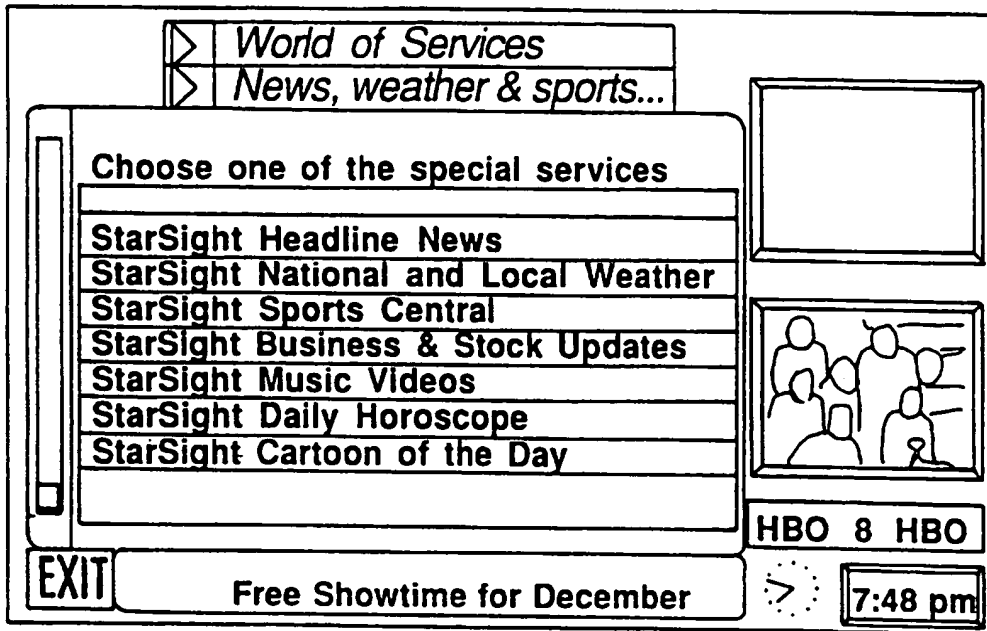 World of Services
News, weather & sports...
Choose one of the special services
StarSight Headline News
StarSight National and Local Weather
StarSight Sports Central
StarSight Business & Stock Updates
StarSight Music Videos
StarSight Daily Horoscope
StarSight Cartoon of the Day
HBO 8 HBO
EXIT
Free Showtime for December
7:48 pm